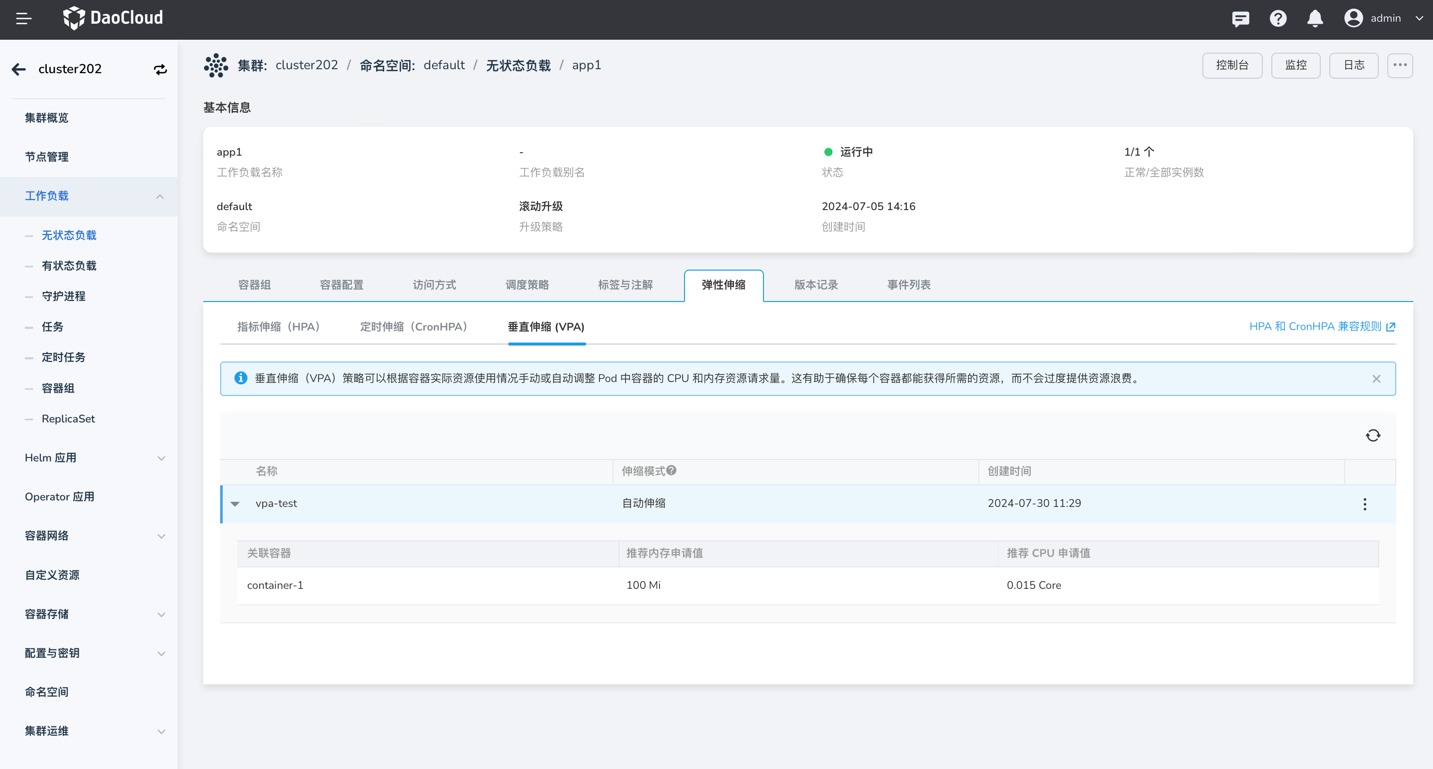 DaoCloud
admin
cluster202
集群概览
节点管理
工作负载
无状态负载
有状态负载
守护进程
任务
定时任务
容器组
ReplicaSet
Helm 应用
Operator 应用
容器网络
自定义资源
容器存储
配置与密钥
命名空间
集群运维
集群: cluster202 / 命名空间: default / 无状态负载 / app1
控制台 监控 日志
基本信息
app1 - 运行中 1/1 个
工作负载名称 工作负载别名 状态 正常/全部实例数
default 滚动升级 2024-07-05 14:16
命名空间 升级策略 创建时间
容器组 容器配置 访问方式 调度策略 标签与注解 弹性伸缩 版本记录 事件列表
指标伸缩（HPA） 定时伸缩（CronHPA） 垂直伸缩 (VPA) HPA 和 CronHPA 兼容规则
垂直伸缩（VPA）策略可以根据容器实际资源使用情况手动或自动调整 Pod 中容器的 CPU 和内存资源请求量。这有助于确保每个容器都能获得所需的资源，而不会过度提供资源浪费。
名称 伸缩模式 创建时间
vpa-test 自动伸缩 2024-07-30 11:29
关联容器 推荐内存申请值 推荐 CPU 申请值
container-1 100 Mi 0.015 Core